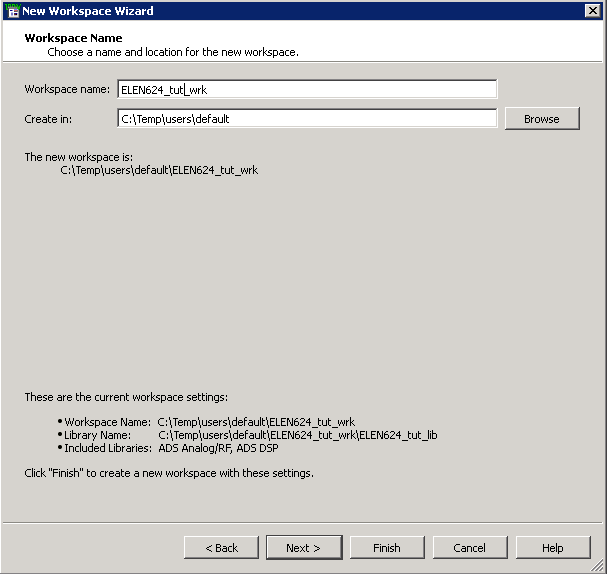 New Workspace Wizard
Workspace Name
Choose a name and location for the new workspace.
Workspace name: ELEN624_tut_wrk
Create in: C:\Temp\users\default Browse
The new workspace is:
C:\Temp\users\default\ELEN624_tut_wrk
These are the current workspace settings:
• Workspace Name: C:\Temp\users\default\ELEN624_tut_wrk
• Library Name: C:\Temp\users\default\ELEN624_tut_wrk\ELEN624_tut_lib
• Included Libraries: ADS Analog/RF, ADS DSP
Click "Finish" to create a new workspace with these settings.
< Back Next > Finish Cancel Help